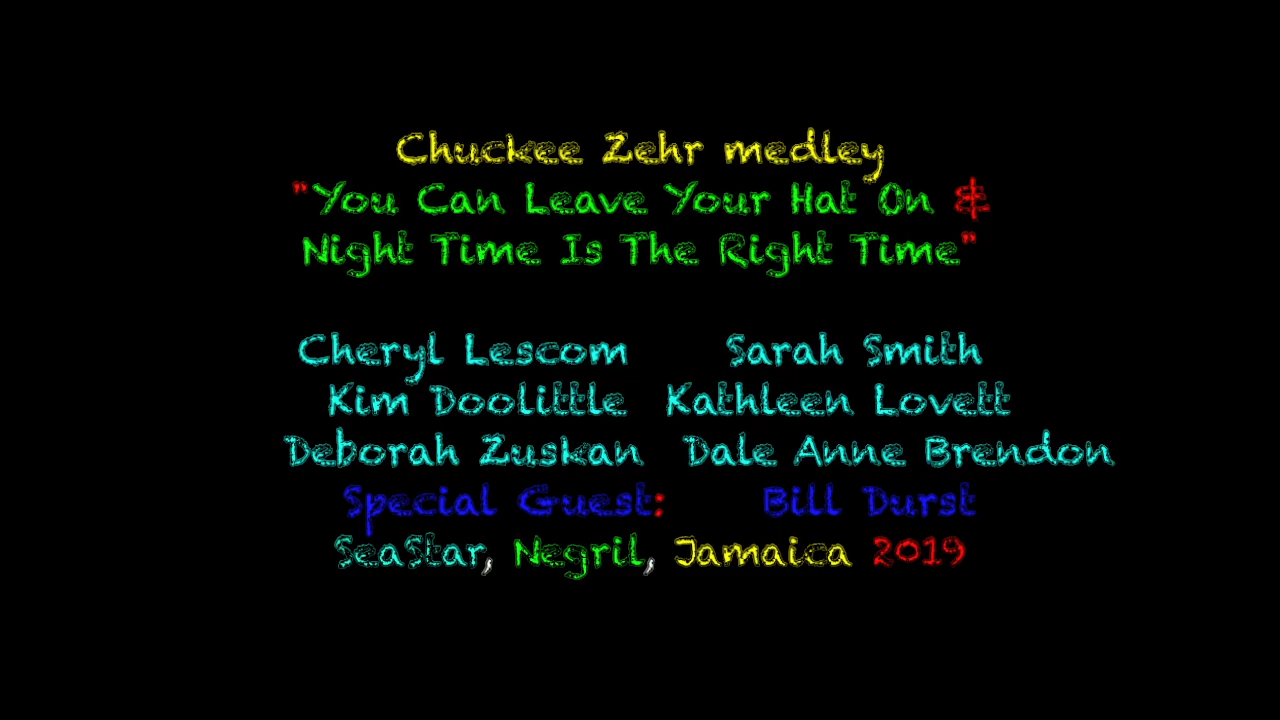 Chuckee Zehr medley
"You Can Leave Your Hat On &
Night Time Is The Right Time"
Cheryl Lescom Sarah Smith
Kim Doolittle Kathleen Lovett
Deborah Zuskan Dale Anne Brendon
Special Guest: Bill Durst
SeaStar, Negril, Jamaica 2019